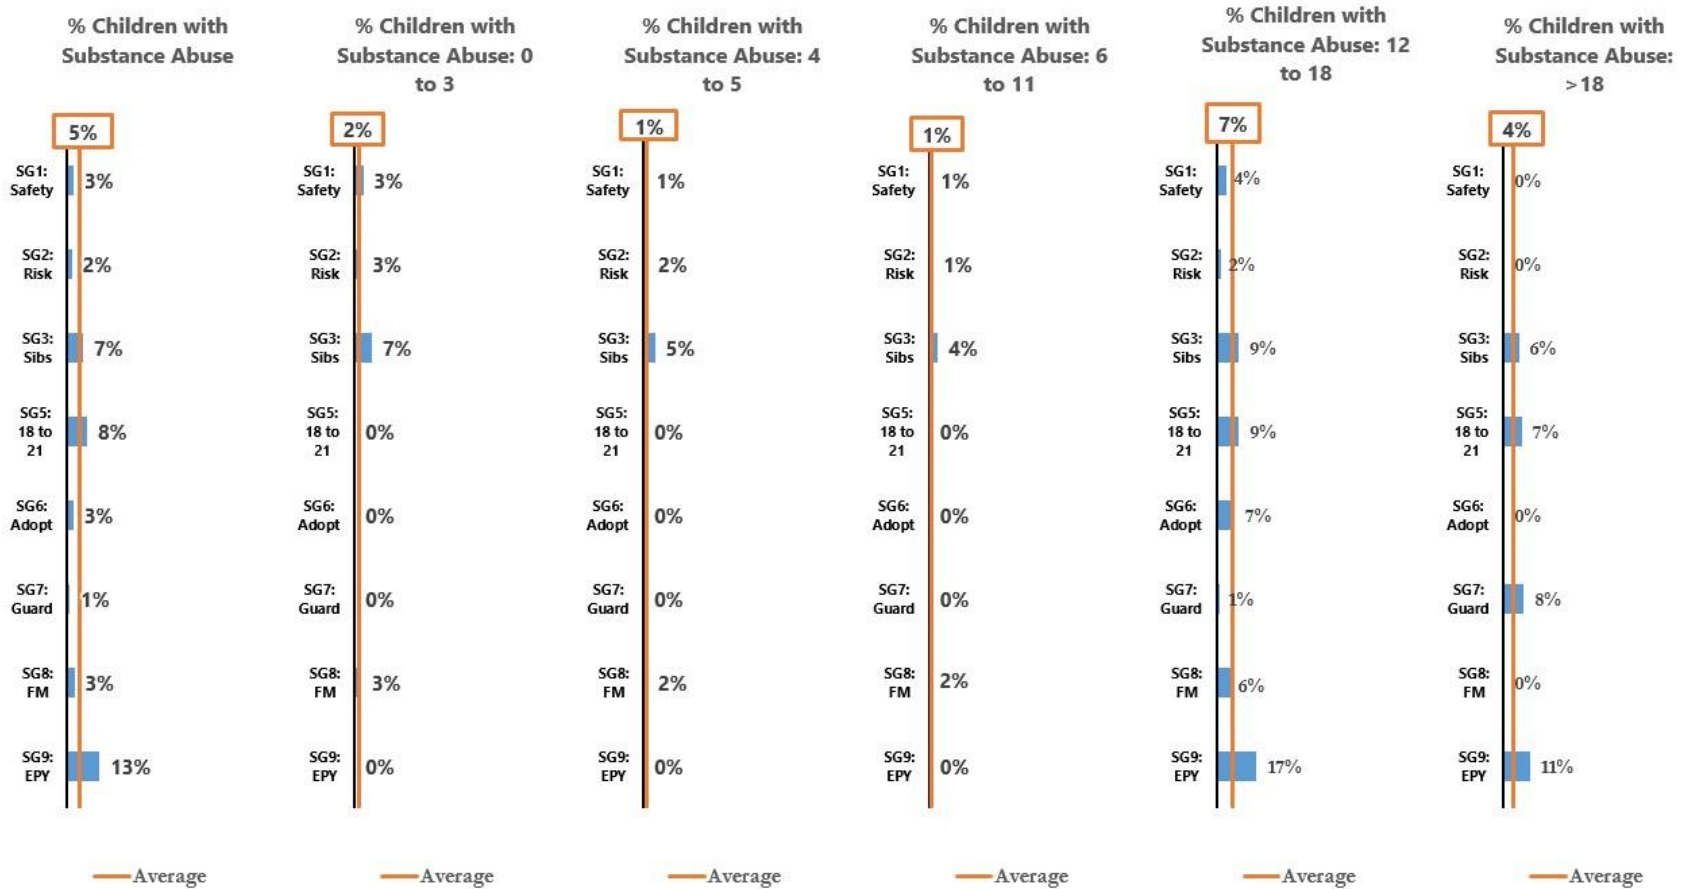 % Children with
Substance Abuse
5%
SG1:
Safety
3%
SG2:
Risk
2%
SG3:
Sibs
7%
SG5:
18 to
21
8%
SG6:
Adopt
3%
SG7:
Guard
1%
SG8:
FM
3%
SG9:
EPY
13%
Average
% Children with
Substance Abuse: 0
to 3
2%
SG1:
Safety
3%
SG2:
Risk
3%
SG3:
Sibs
7%
SG5:
18 to
21
0%
SG6:
Adopt
0%
SG7:
Guard
0%
SG8:
FM
3%
SG9:
EPY
0%
Average
% Children with
Substance Abuse: 4
to 5
1%
SG1:
Safety
1%
SG2:
Risk
2%
SG3:
Sibs
5%
SG5:
18 to
21
0%
SG6:
Adopt
0%
SG7:
Guard
0%
SG8:
FM
2%
SG9:
EPY
0%
Average
% Children with
Substance Abuse: 6
to 11
1%
SG1:
Safety
1%
SG2:
Risk
1%
SG3:
Sibs
4%
SG5:
18 to
21
0%
SG6:
Adopt
0%
SG7:
Guard
0%
SG8:
FM
2%
SG9:
EPY
0%
Average
% Children with
Substance Abuse: 12
to 18
7%
SG1:
Safety
4%
SG2:
Risk
2%
SG3:
Sibs
9%
SG5:
18 to
21
9%
SG6:
Adopt
7%
SG7:
Guard
1%
SG8:
FM
6%
SG9:
EPY
17%
Average
% Children with
Substance Abuse:
>18
4%
SG1:
Safety
0%
SG2:
Risk
0%
SG3:
Sibs
6%
SG5:
18 to
21
7%
SG6:
Adopt
0%
SG7:
Guard
8%
SG8:
FM
0%
SG9:
EPY
11%
Average